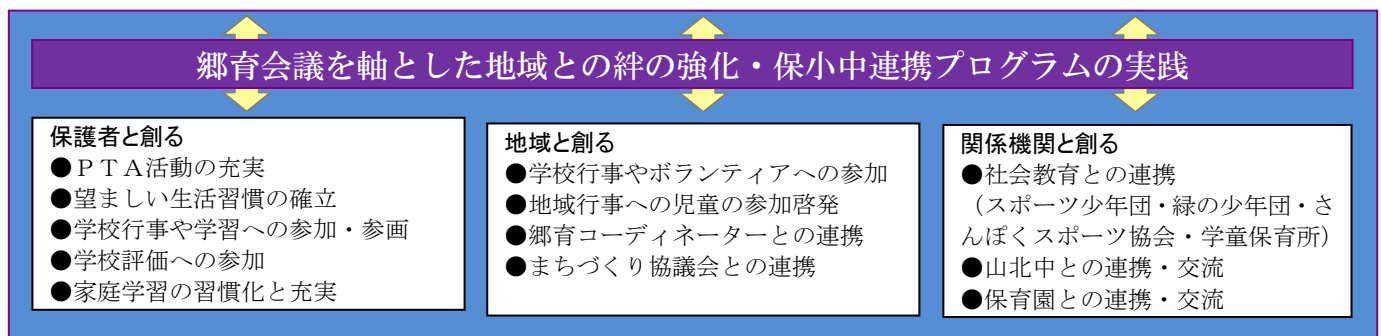 郷育会議を軸とした地域との絆の強化・保小中連携プログラムの実践
保護者と創る
●ＰＴＡ活動の充実
●望ましい生活習慣の確立
●学校行事や学習への参加・参画
●学校評価への参加
●家庭学習の習慣化と充実
地域と創る
●学校行事やボランティアへの参加
●地域行事への児童の参加啓発
●郷育コーディネーターとの連携
●まちづくり協議会との連携
関係機関と創る
●社会教育との連携
（スポーツ少年団・緑の少年団・さ
んぽくスポーツ協会・学童保育所）
●山北中との連携・交流
●保育園との連携・交流